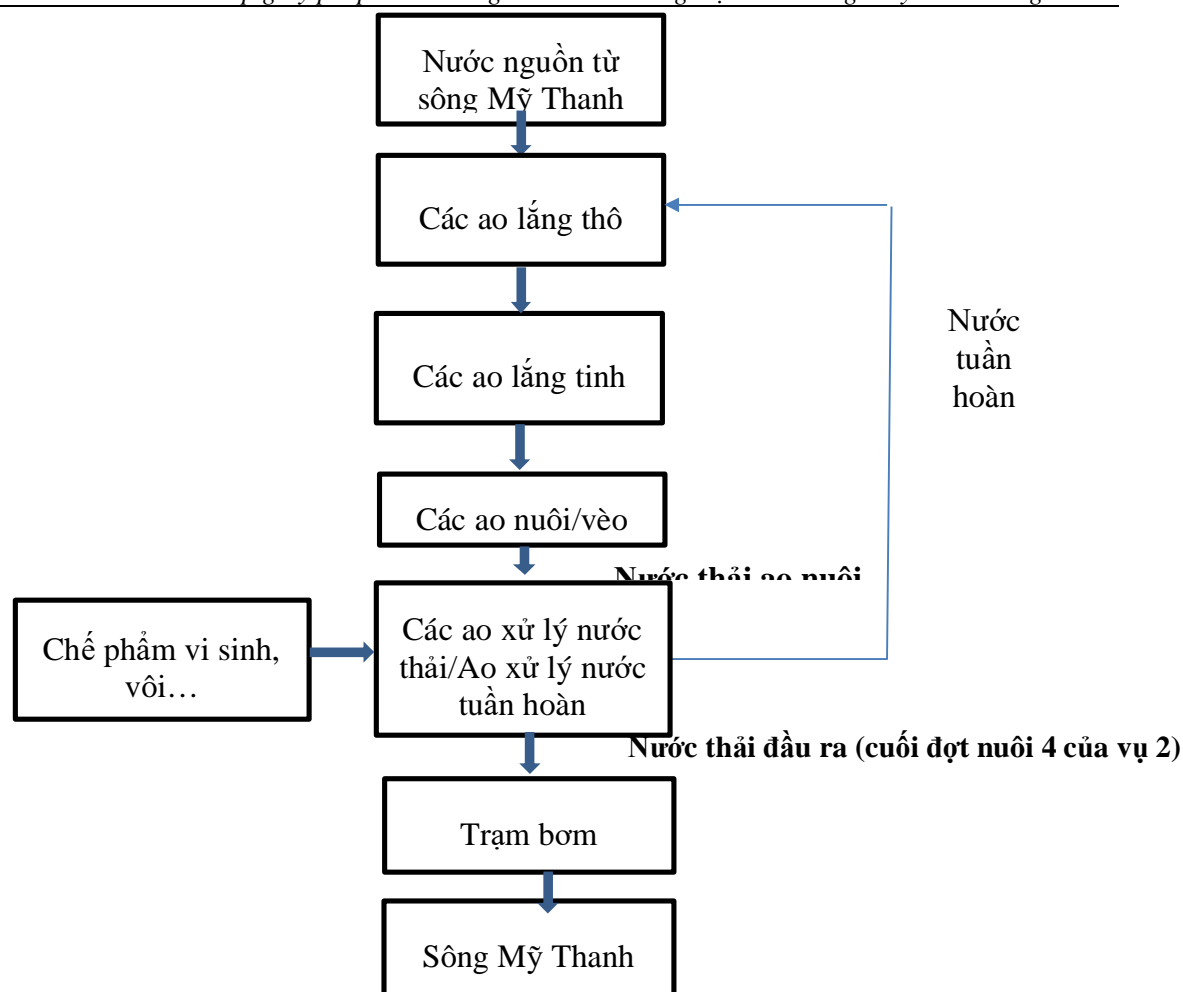 Nước nguồn từ
sông Mỹ Thanh
Các ao lắng thô
Nước
tuần
hoàn
Các ao lắng tinh
Các ao nuôi/vèo
Nước thải ao nuôi
Chế phẩm vi sinh,
vôi…
Các ao xử lý nước
thải/Ao xử lý nước
tuần hoàn
Nước thải đầu ra (cuối đợt nuôi 4 của vụ 2)
Trạm bơm
Sông Mỹ Thanh